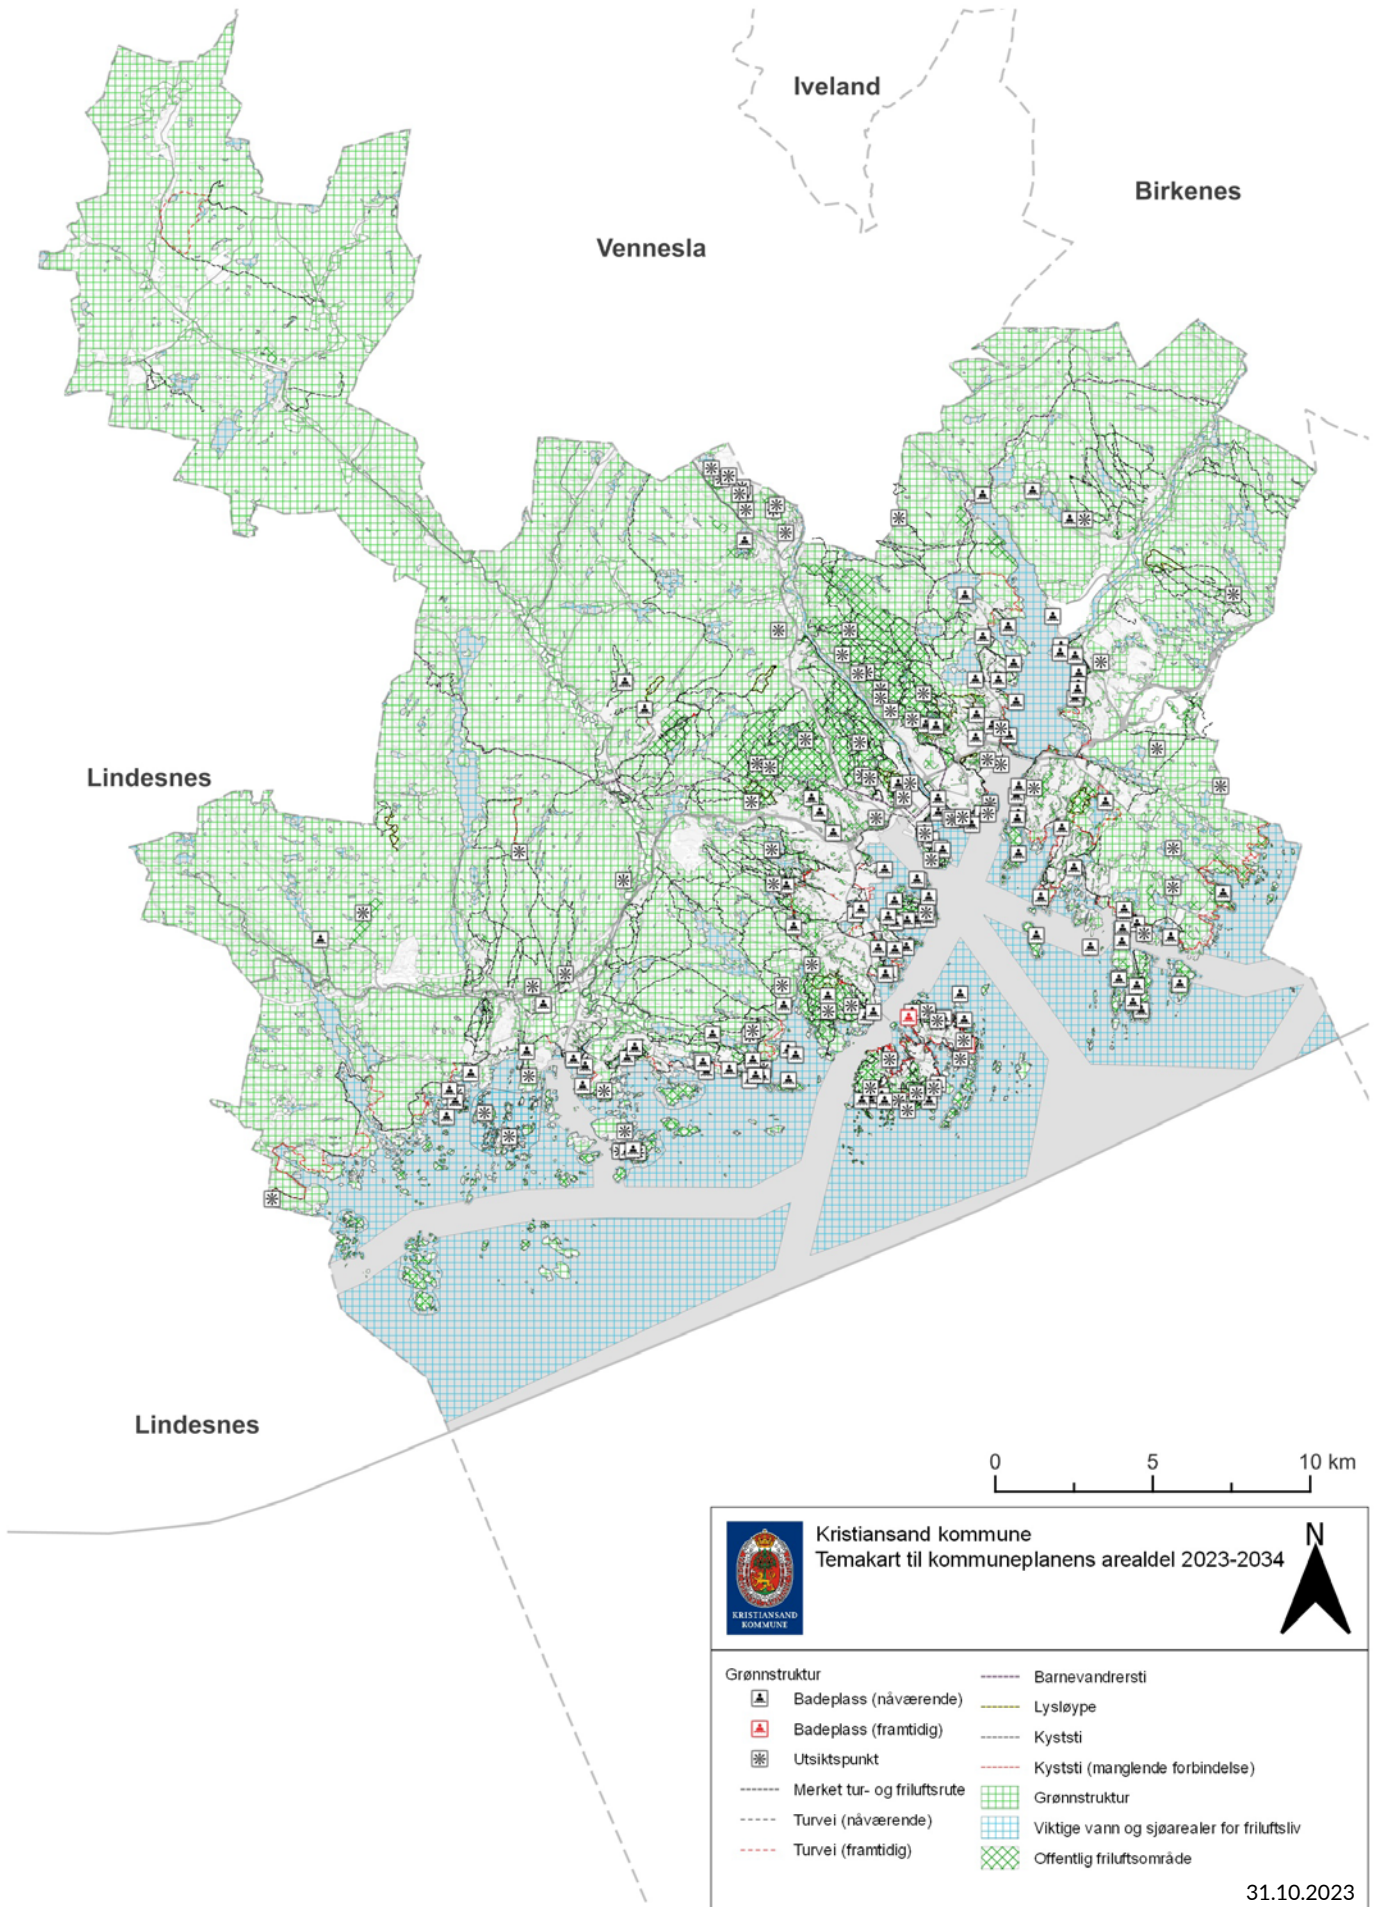 Iveland
Birkenes
Vennesla
Lindesnes
Lindesnes
0 5 10 km
KRISTIANSAND
KOMMUNE
Kristiansand kommune
Temakart til kommuneplanens arealdel 2023-2034
N
Grønnstruktur
Badeplass (nåværende)
Badeplass (framtidig)
Utsiktspunkt
Merket tur- og friluftsrute
Turvei (nåværende)
Turvei (framtidig)
Barnevandrersti
Lysløype
Kyststi
Kyststi (manglende forbindelse)
Grønnstruktur
Viktige vann og sjøarealer for friluftsliv
Offentlig friluftsområde
31.10.2023